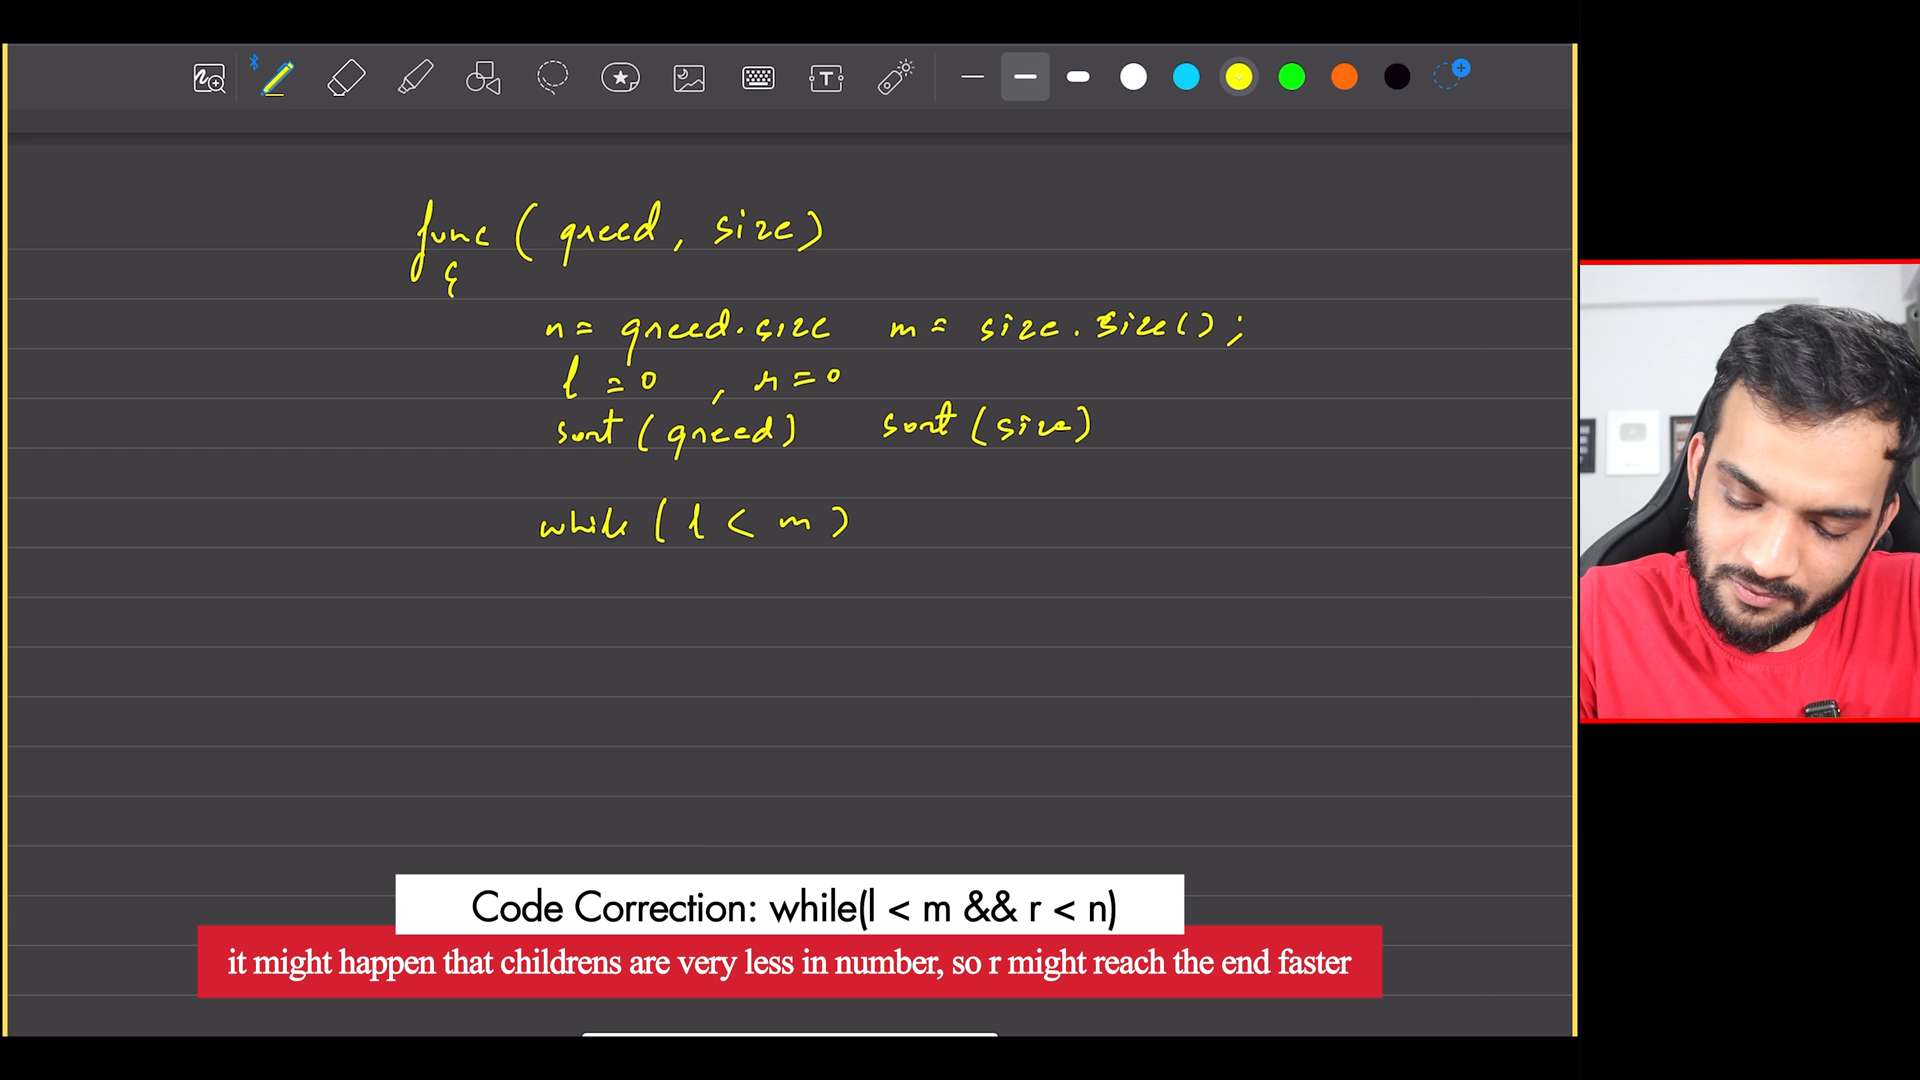 func ( greed, size)
{
n = greed.size m = size.size();
l = 0 , r = 0
sort (greed) sort (size)
while ( l < m )
Code Correction: while(l < m && r < n)
it might happen that childrens are very less in number, so r might reach the end faster